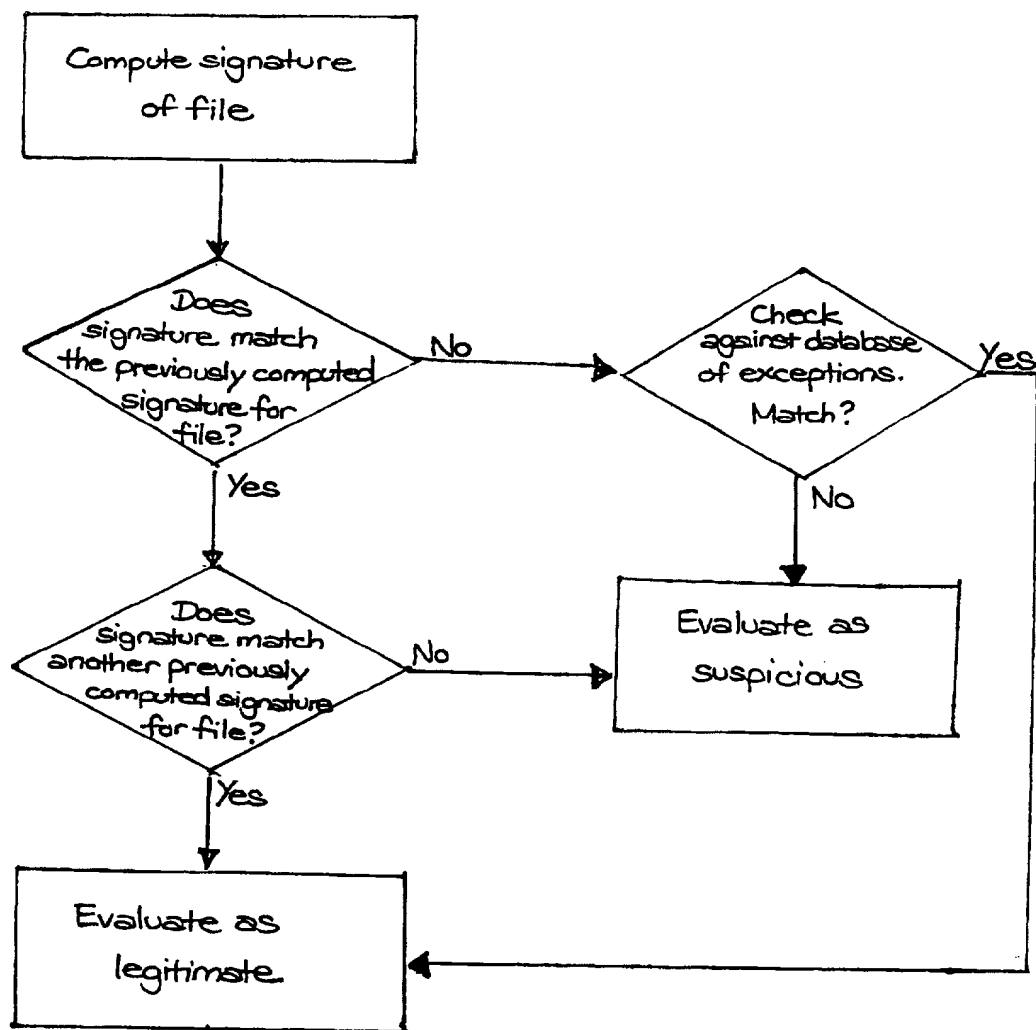 Compute signature
of file
Does
signature match
the previously computed
signature for
file?
No
Check
against database
of exceptions.
Match?
Yes
Yes
No
Does
signature match
another previously
computed signature
for file?
No
Evaluate as
suspicious
Yes
Evaluate as
legitimate.